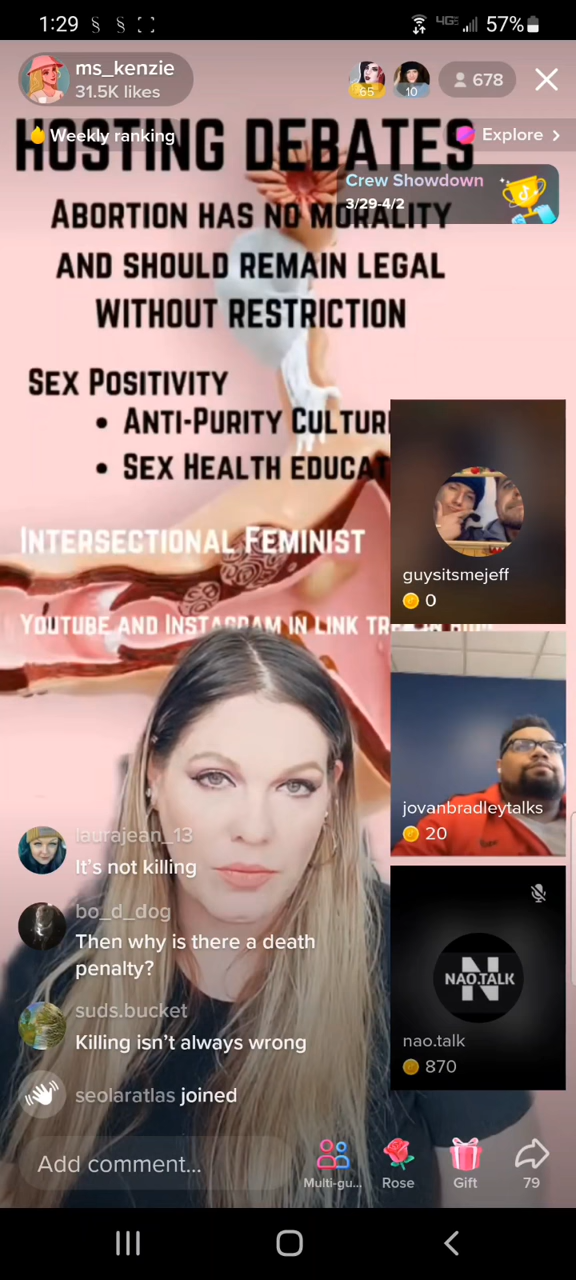 1:29
4GE
57%
ms_kenzie
31.5K likes
65
10
678
Weekly ranking
Explore
HOSTING DEBATES
Crew Showdown
3/29-4/2
ABORTION HAS NO MORALITY
AND SHOULD REMAIN LEGAL
WITHOUT RESTRICTION
SEX POSITIVITY
• ANTI-PURITY CULTUR
• SEX HEALTH EDUCAT
INTERSECTIONAL FEMINIST
YOUTUBE AND INSTAGRAM IN LINK
guysitsmejeff
0
jovanbradleytalks
20
laurajean_13
It's not killing
bo_d_dog
Then why is there a death
penalty?
NAO.TALK
nao.talk
870
suds.bucket
Killing isn't always wrong
seolaratlas joined
Add comment...
Multi-gu...
Rose
Gift
79